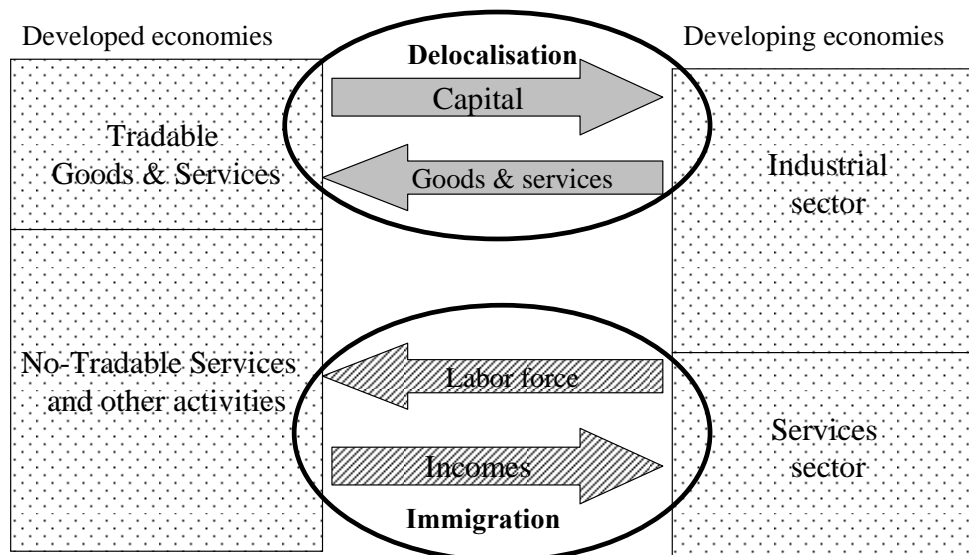 Developed economies
Developing economies
Delocalisation
Capital
Tradable
Goods & Services
Goods & services
Industrial
sector
No-Tradable Services
and other activities
Labor force
Services
sector
Incomes
Immigration